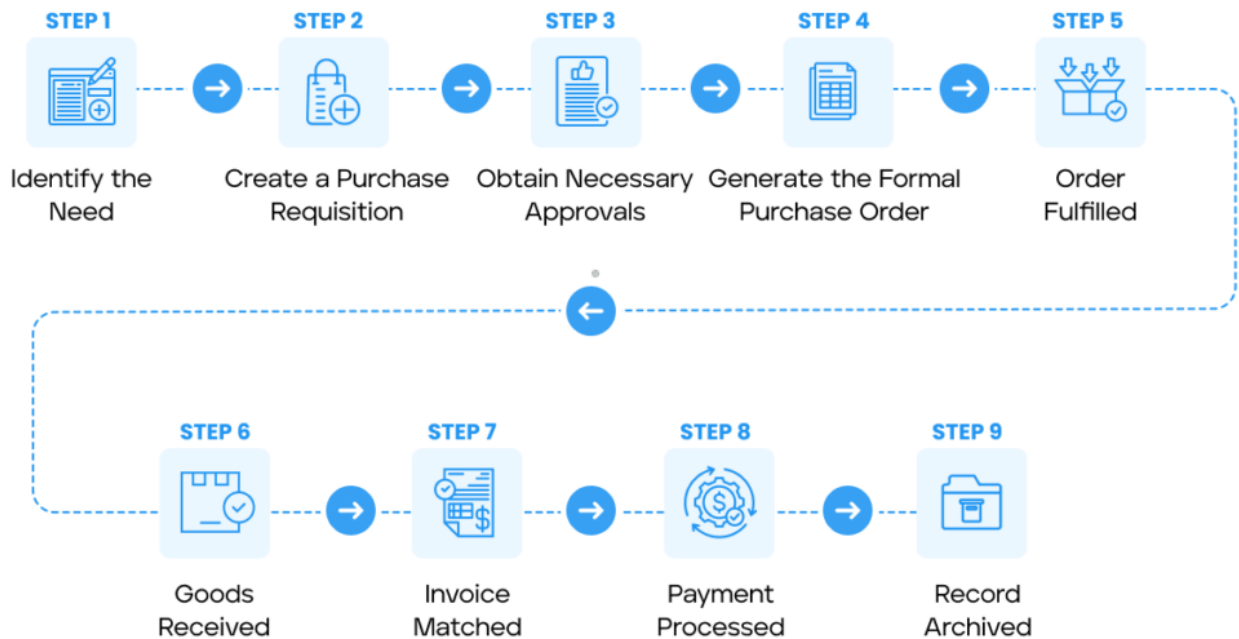 STEP 1
STEP 2
STEP 3
STEP 4
STEP 5
Identify the
Need
Create a Purchase
Requisition
Obtain Necessary
Approvals
Generate the Formal
Purchase Order
Order
Fulfilled
STEP 6
STEP 7
STEP 8
STEP 9
Goods
Received
Invoice
Matched
Payment
Processed
Record
Archived